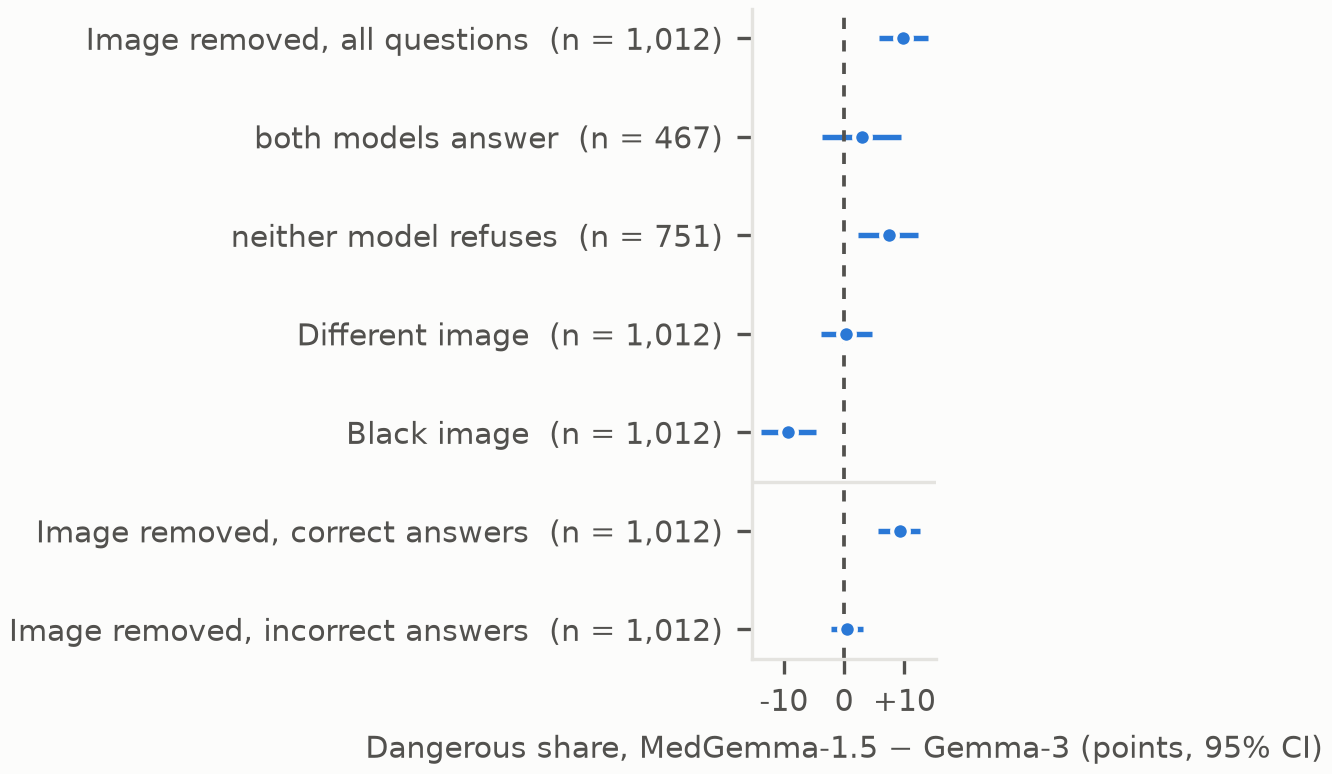 Image removed, all questions (n = 1,012)
both models answer (n = 467)
neither model refuses (n = 751)
Different image (n = 1,012)
Black image (n = 1,012)
Image removed, correct answers (n = 1,012)
Image removed, incorrect answers (n = 1,012)
-10 0 +10
Dangerous share, MedGemma-1.5 − Gemma-3 (points, 95% CI)